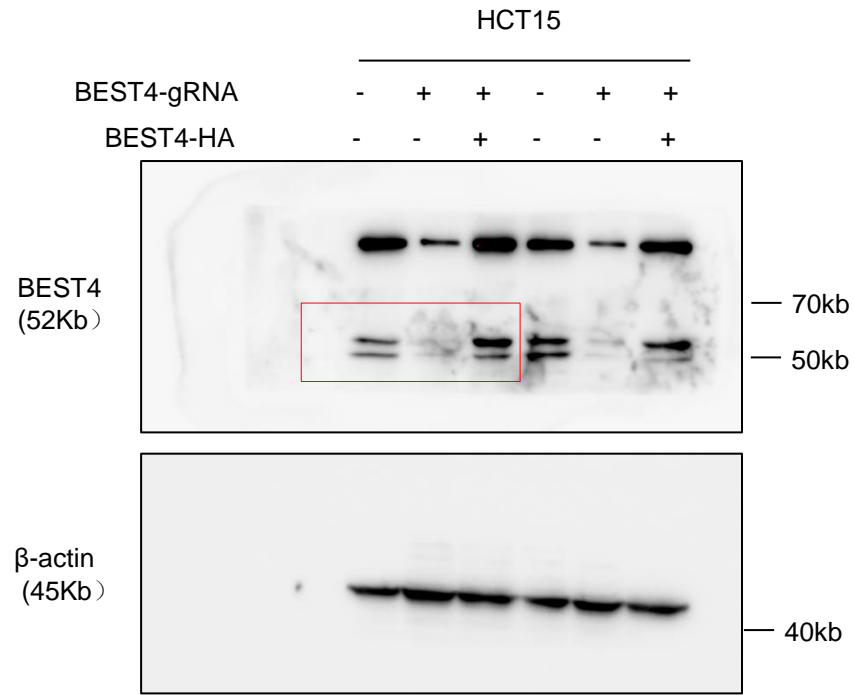 HCT15
BEST4-gRNA - + + - + +
BEST4-HA - - + - - +
BEST4
(52Kb）
70kb
50kb
β-actin
(45Kb）
40kb